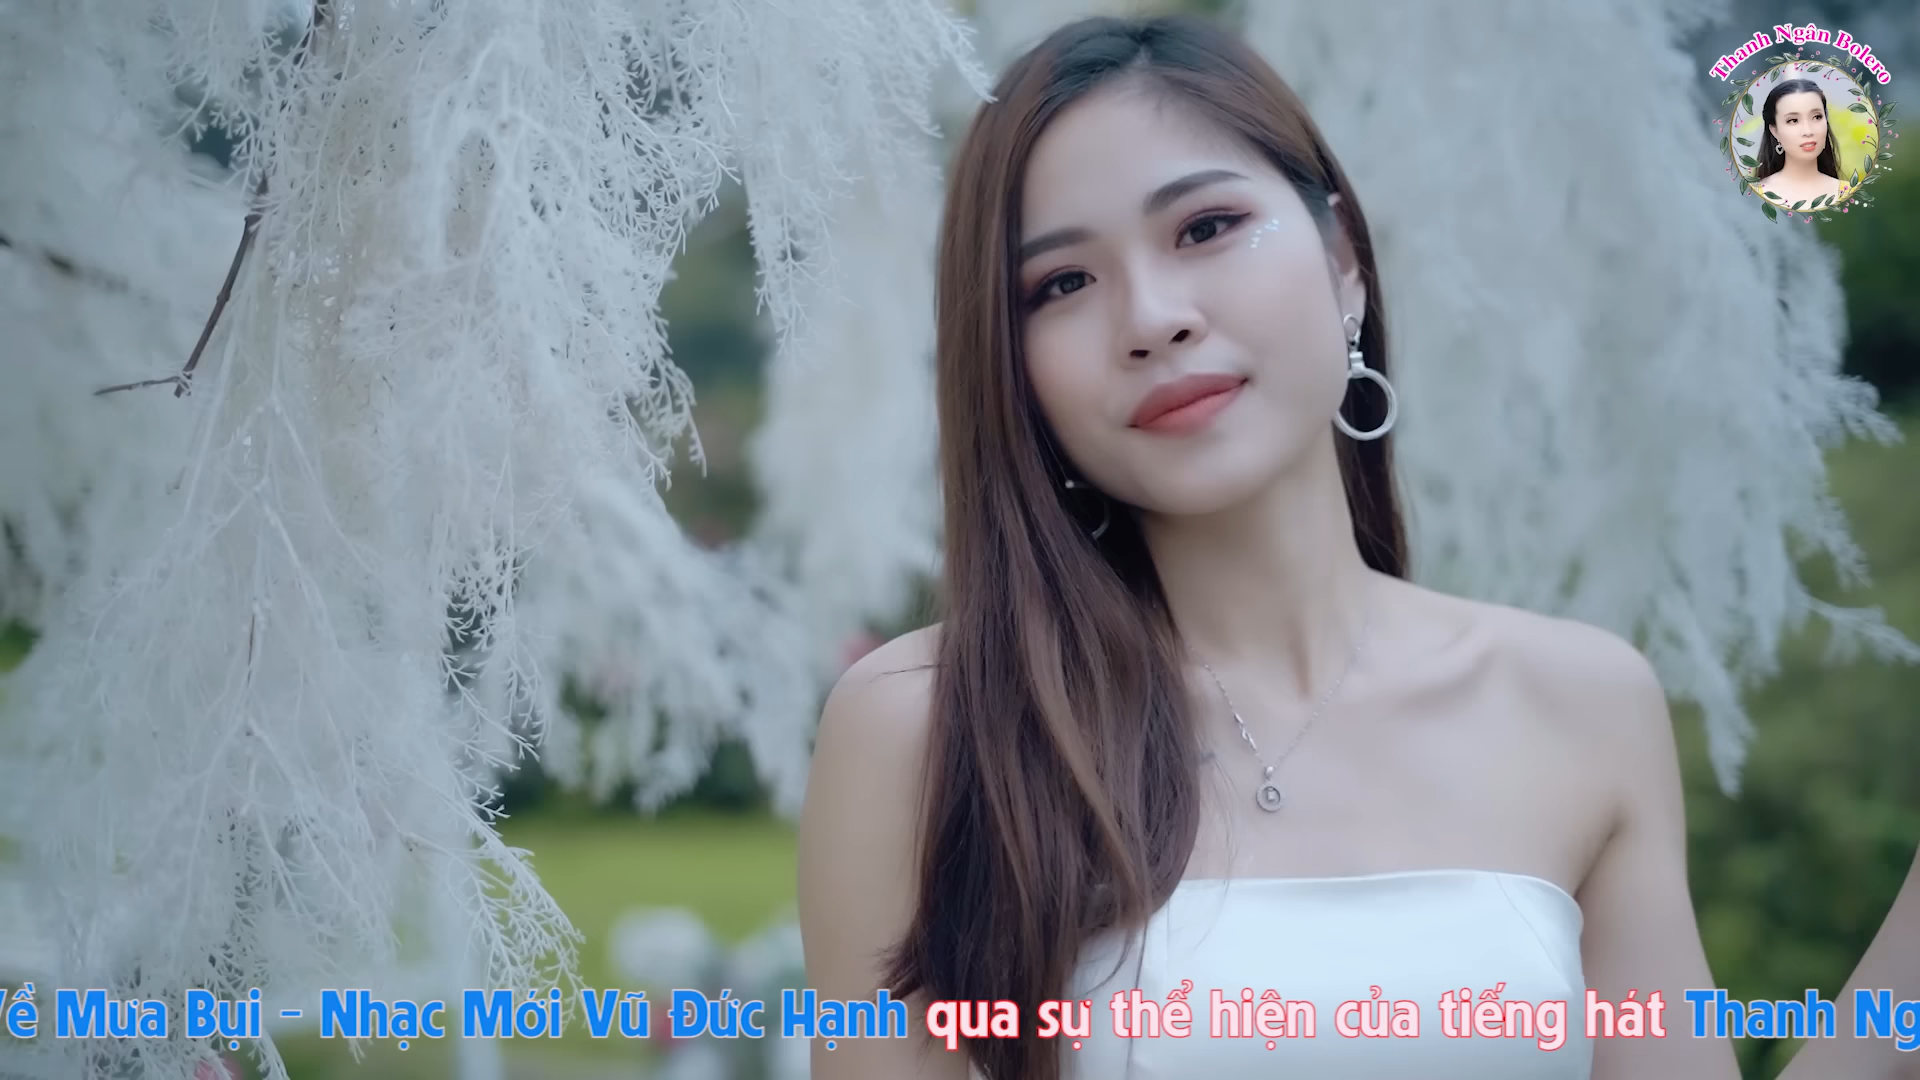 Thanh Ngân Bolero
Về Mưa Bụi - Nhạc Mới Vũ Đức Hạnh qua sự thể hiện của tiếng hát Thanh Ng